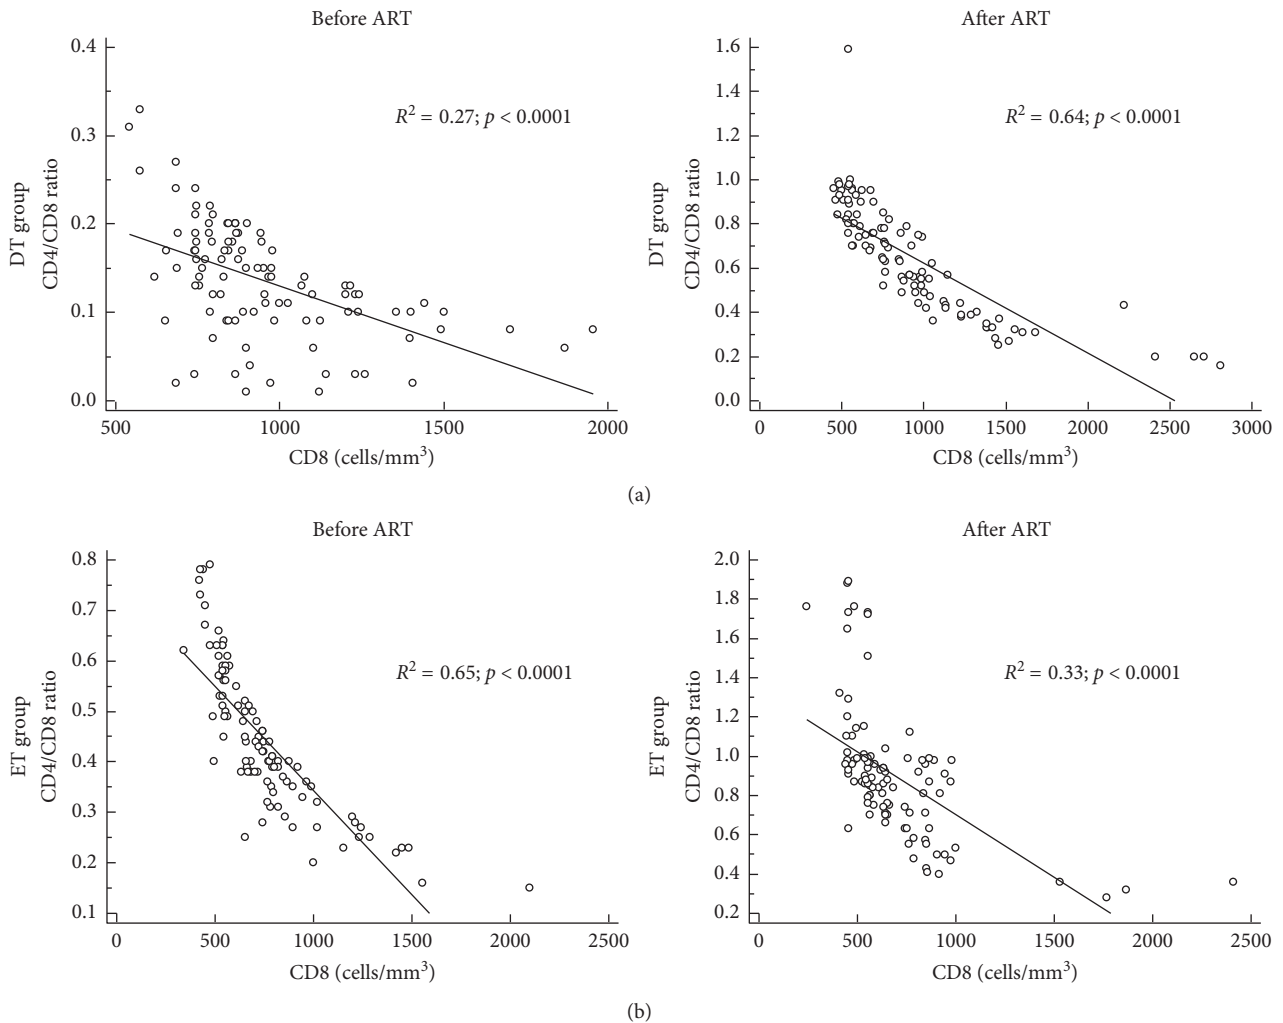 Before ART
0.4
0.3
0.2
0.1
0.0
DT group
CD4/CD8 ratio
R² = 0.27; p < 0.0001
500 1000 1500 2000
CD8 (cells/mm³)
After ART
1.6
1.4
1.2
1.0
0.8
0.6
0.4
0.2
0.0
DT group
CD4/CD8 ratio
R² = 0.64; p < 0.0001
0 500 1000 1500 2000 2500 3000
CD8 (cells/mm³)
(a)
Before ART
0.8
0.7
0.6
0.5
0.4
0.3
0.2
0.1
ET group
CD4/CD8 ratio
R² = 0.65; p < 0.0001
0 500 1000 1500 2000 2500
CD8 (cells/mm³)
After ART
2.0
1.8
1.6
1.4
1.2
1.0
0.8
0.6
0.4
0.2
ET group
CD4/CD8 ratio
R² = 0.33; p < 0.0001
0 500 1000 1500 2000 2500
CD8 (cells/mm³)
(b)